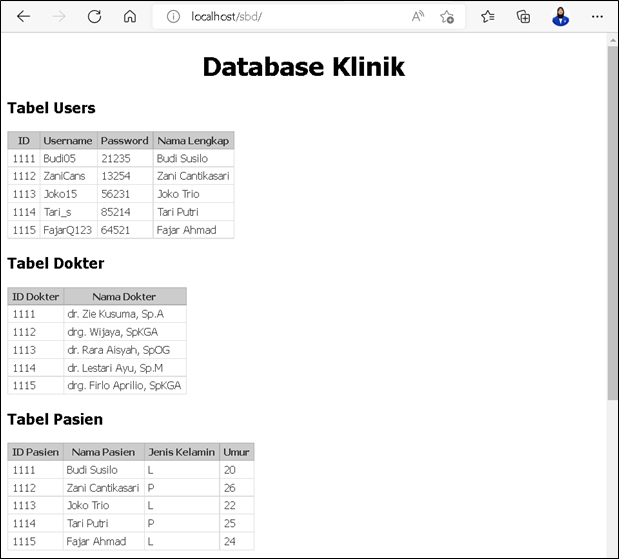 localhost/sbd/
Database Klinik
Tabel Users
ID Username Password Nama Lengkap
1111 Budi05 21235 Budi Susilo
1112 ZaniCans 13254 Zani Cantikasari
1113 Joko15 56231 Joko Trio
1114 Tari_s 85214 Tari Putri
1115 FajarQ123 64521 Fajar Ahmad
Tabel Dokter
ID Dokter Nama Dokter
1111 dr. Zie Kusuma, Sp.A
1112 drg. Wijaya, SpKGA
1113 dr. Rara Aisyah, SpOG
1114 dr. Lestari Ayu, Sp.M
1115 drg. Firlo Aprilio, SpKGA
Tabel Pasien
ID Pasien Nama Pasien Jenis Kelamin Umur
1111 Budi Susilo L 20
1112 Zani Cantikasari P 26
1113 Joko Trio L 22
1114 Tari Putri P 25
1115 Fajar Ahmad L 24